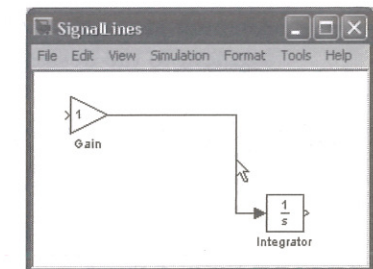 SignalLines
File Edit View Simulation Format Tools Help
1
Gain
1
s
Integrator